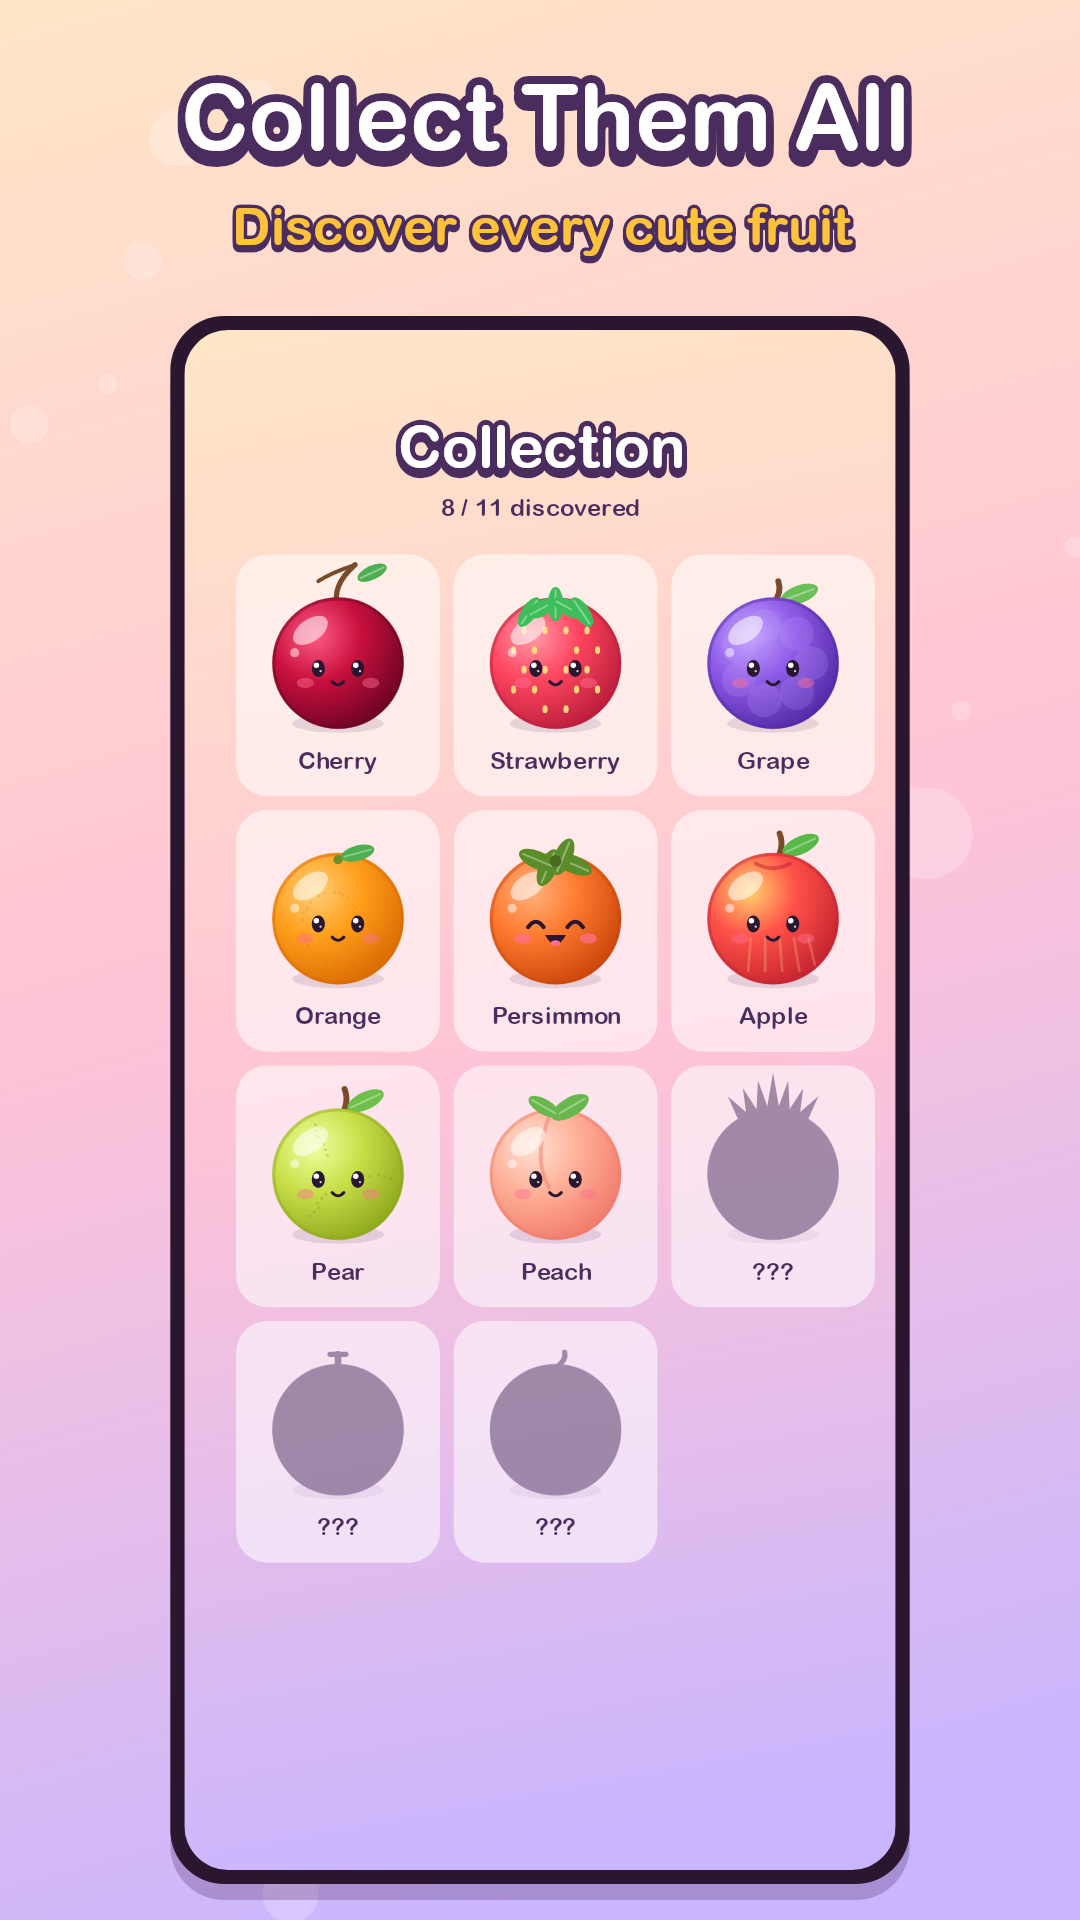 Collect Them All
Discover every cute fruit
Collection
8 / 11 discovered
Cherry
Strawberry
Grape
Orange
Persimmon
Apple
Pear
Peach
???
???
???